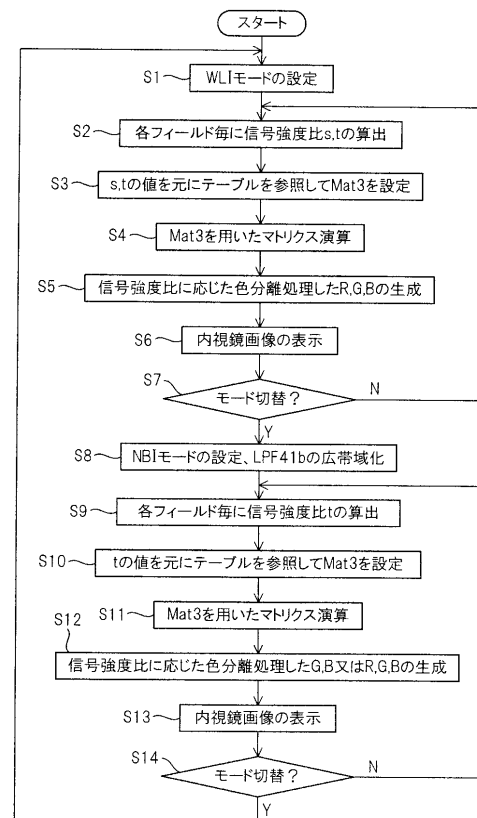 スタート
S1
WLIモードの設定
S2
各フィールド毎に信号強度比s,tの算出
S3
s,tの値を元にテーブルを参照してMat3を設定
S4
Mat3を用いたマトリクス演算
S5
信号強度比に応じた色分離処理したR,G,Bの生成
S6
内視鏡画像の表示
S7
モード切替?
N
Y
S8
NBIモードの設定、LPF41bの広帯域化
S9
各フィールド毎に信号強度比tの算出
S10
tの値を元にテーブルを参照してMat3を設定
S11
Mat3を用いたマトリクス演算
S12
信号強度比に応じた色分離処理したG,B又はR,G,Bの生成
S13
内視鏡画像の表示
S14
モード切替?
N
Y